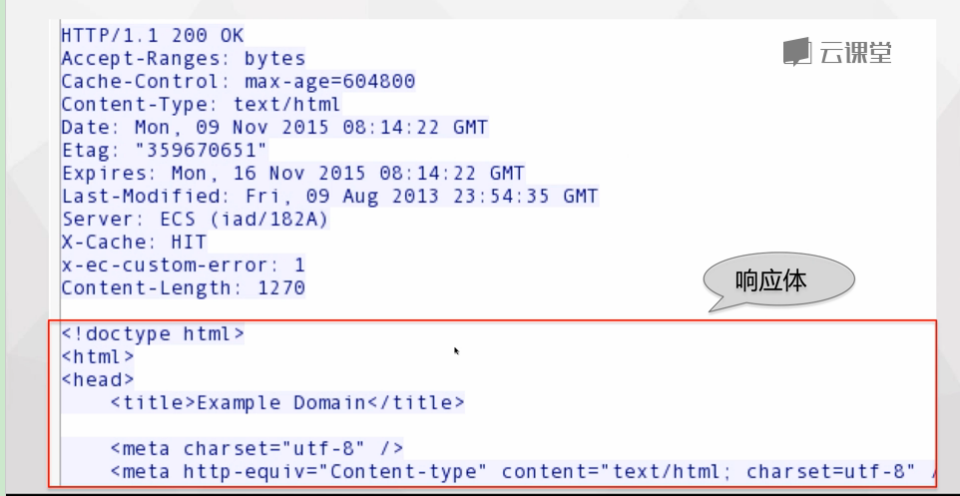 HTTP/1.1 200 OK
云课堂
Accept-Ranges: bytes
Cache-Control: max-age=604800
Content-Type: text/html
Date: Mon, 09 Nov 2015 08:14:22 GMT
Etag: "359670651"
Expires: Mon, 16 Nov 2015 08:14:22 GMT
Last-Modified: Fri, 09 Aug 2013 23:54:35 GMT
Server: ECS (iad/182A)
X-Cache: HIT
x-ec-custom-error: 1
Content-Length: 1270
响应体
<!doctype html>
<html>
<head>
    <title>Example Domain</title>
    <meta charset="utf-8" />
    <meta http-equiv="Content-type" content="text/html; charset=utf-8" /